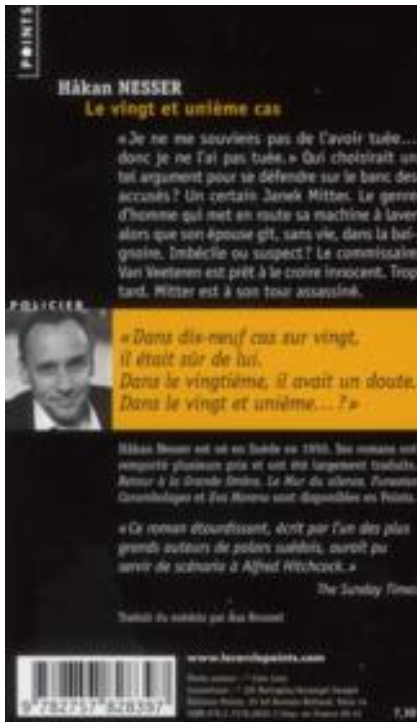 POINTS
Håkan NESSER
Le vingt et unième cas
«Je ne me souviens pas de l'avoir tuée...
donc je ne l'ai pas tuée.» Qui choisirait un
tel argument pour se défendre sur le banc des
accusés? Un certain Janek Mitter. Le genre
d'homme qui met en route sa machine à laver
alors que son épouse gît, sans vie, dans la bai-
gnoire. Imbécile ou suspect? Le commissaire
Van Veeteren est prêt à le croire innocent. Trop
tard. Mitter est à son tour assassiné.
POLICIER
«Dans dix-neuf cas sur vingt,
il était sûr de lui.
Dans le vingtième, il avait un doute.
Dans le vingt et unième...?»
Håkan Nesser est né en Suède en 1950. Ses romans ont
remporté plusieurs prix et ont été largement traduits.
Retour à la Grande Ombre, Le Mur du silence, Eurasion
Carambolages et Eva Moreno sont disponibles en Points.
«Ce roman étourdissant, écrit par l'un des plus
grands auteurs de polars suédois, aurait pu
servir de scénario à Alfred Hitchcock.»
The Sunday Times
Traduit du suédois par
www.lecerclepoints.com
9 782757 828397